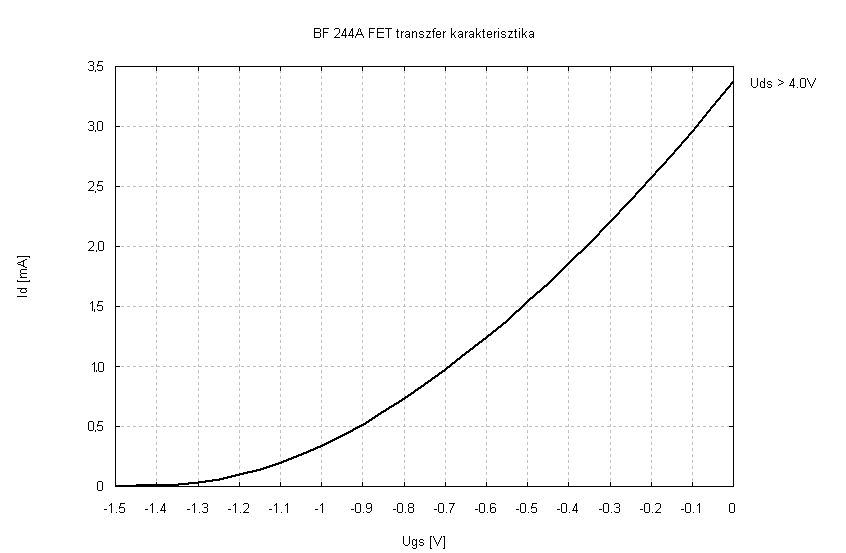 BF 244A FET transzfer karakterisztika
Uds > 4.0V
Id [mA]
3,5
3,0
2,5
2,0
1,5
1,0
0,5
0
-1.5 -1.4 -1.3 -1.2 -1.1 -1 -0.9 -0.8 -0.7 -0.6 -0.5 -0.4 -0.3 -0.2 -0.1 0
Ugs [V]